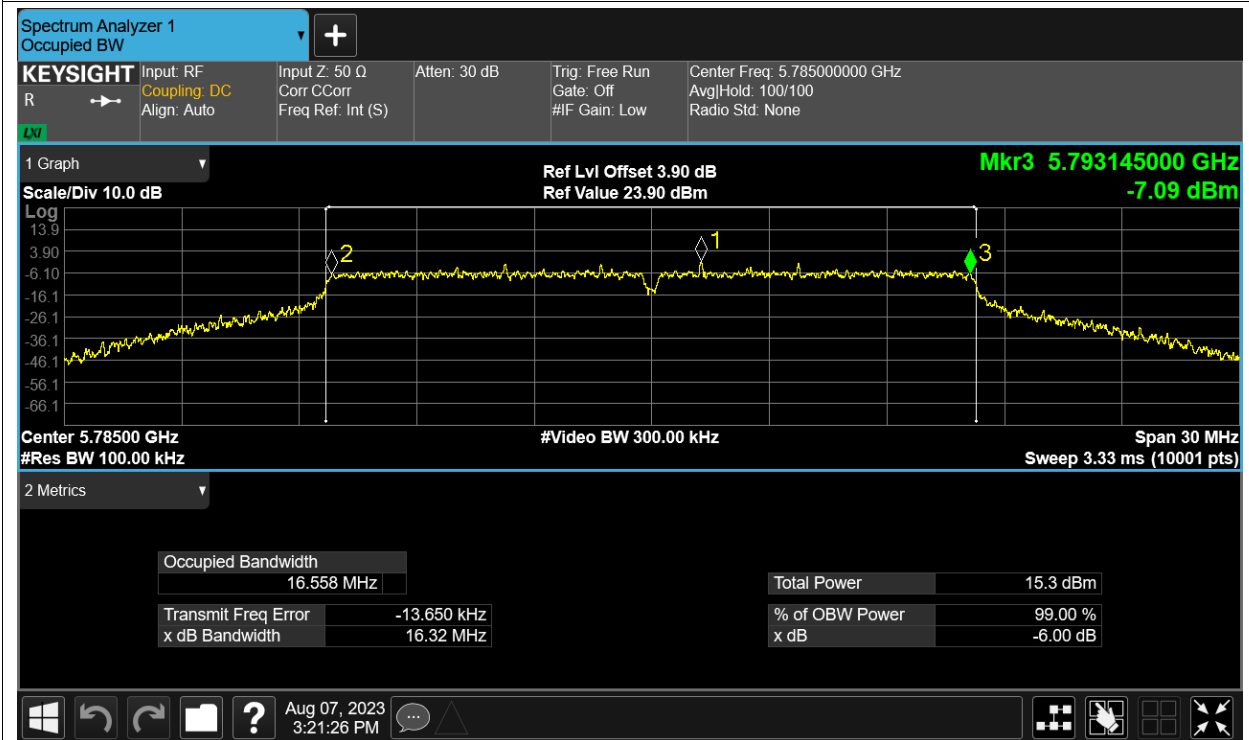 Spectrum Analyzer 1
Occupied BW
KEYSIGHT
R
LXI
Input: RF
Coupling: DC
Align: Auto
Input Z: 50 Ω
Corr CCorr
Freq Ref: Int (S)
Atten: 30 dB
Trig: Free Run
Gate: Off
#IF Gain: Low
Center Freq: 5.785000000 GHz
Avg|Hold: 100/100
Radio Std: None
1 Graph
Scale/Div 10.0 dB
Ref Lvl Offset 3.90 dB
Ref Value 23.90 dBm
Mkr3 5.793145000 GHz
-7.09 dBm
Log
13.9
3.90
-6.10
-16.1
-26.1
-36.1
-46.1
-56.1
-66.1
2
1
3
Center 5.78500 GHz
#Video BW 300.00 kHz
Span 30 MHz
#Res BW 100.00 kHz
Sweep 3.33 ms (10001 pts)
2 Metrics
Occupied Bandwidth
16.558 MHz
Total Power 15.3 dBm
Transmit Freq Error -13.650 kHz
% of OBW Power 99.00 %
x dB Bandwidth 16.32 MHz
x dB -6.00 dB
?
Aug 07, 2023
3:21:26 PM